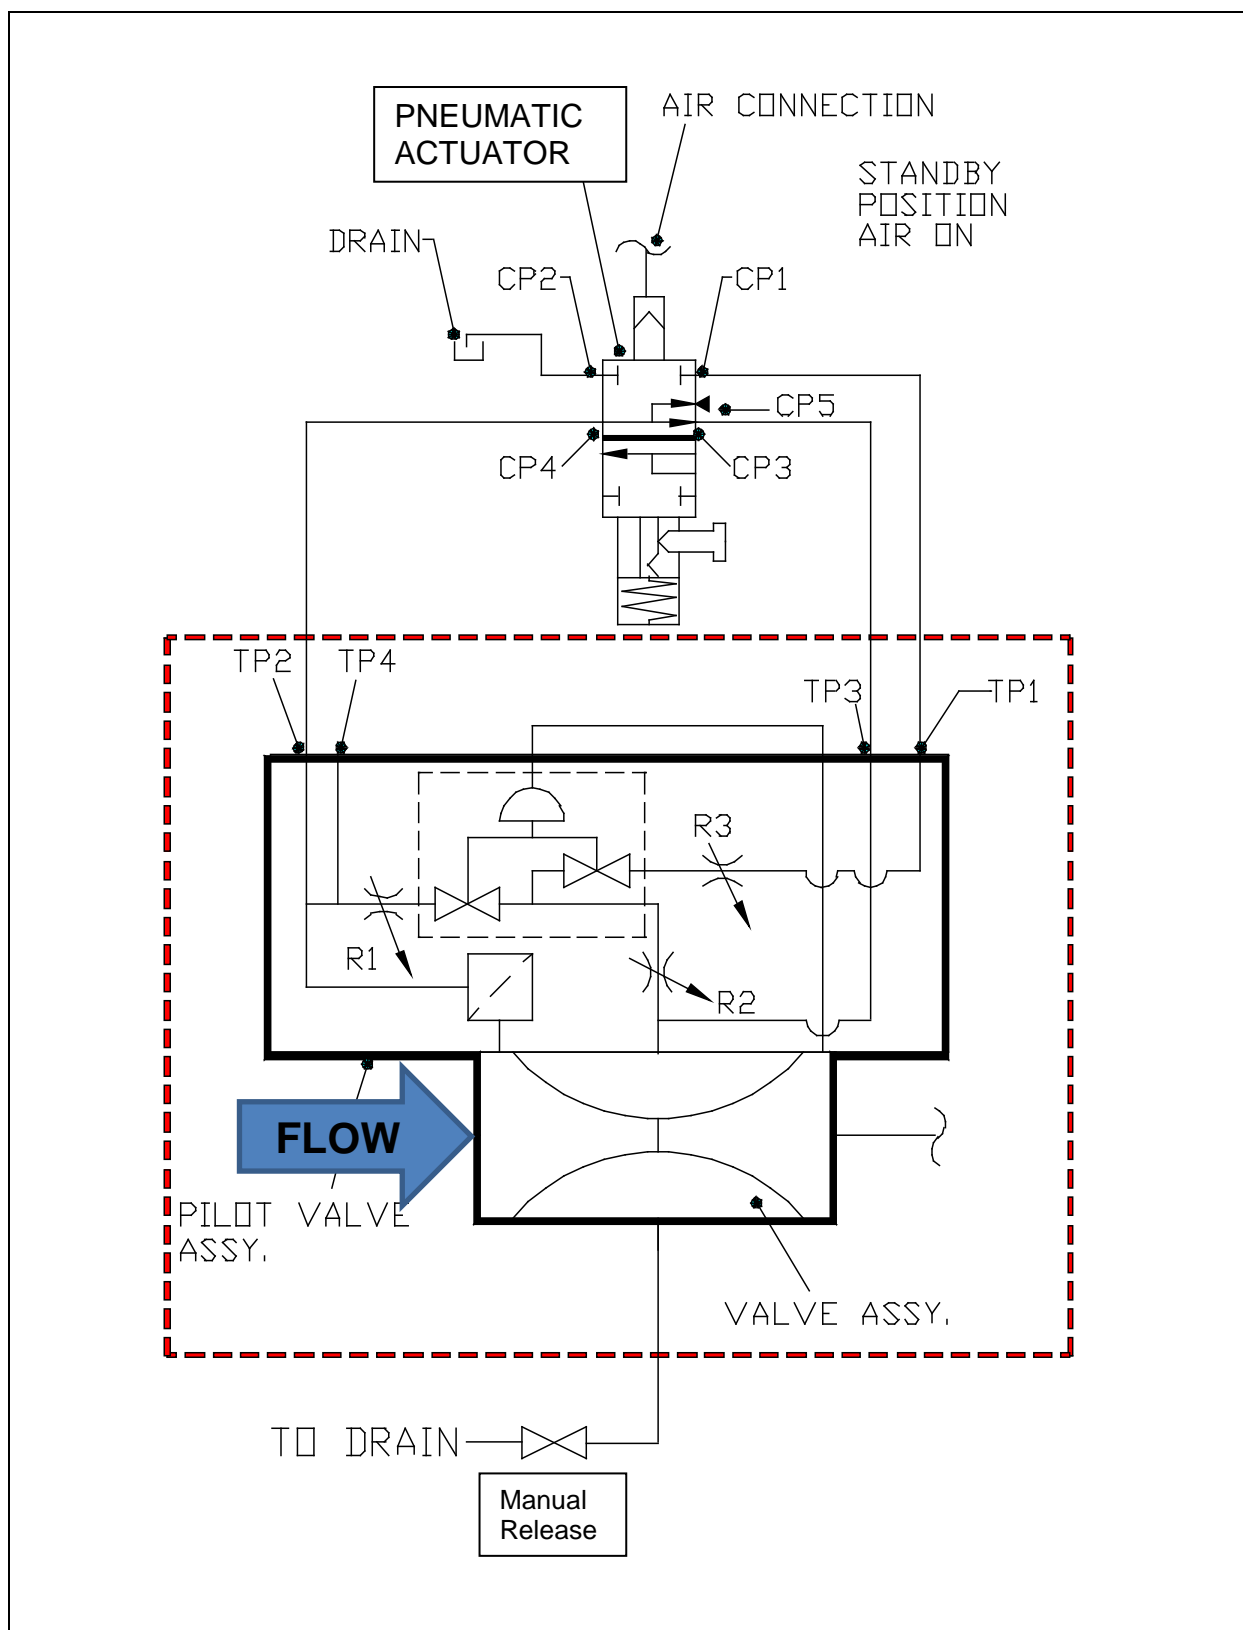 PNEUMATIC
ACTUATOR
AIR CONNECTION
STANDBY
POSITION
AIR ON
DRAIN
CP2
CP1
CP5
CP4
CP3
TP2
TP4
TP3
TP1
R3
R1
R2
FLOW
PILOT VALVE
ASSY.
VALVE ASSY.
TO DRAIN
Manual
Release